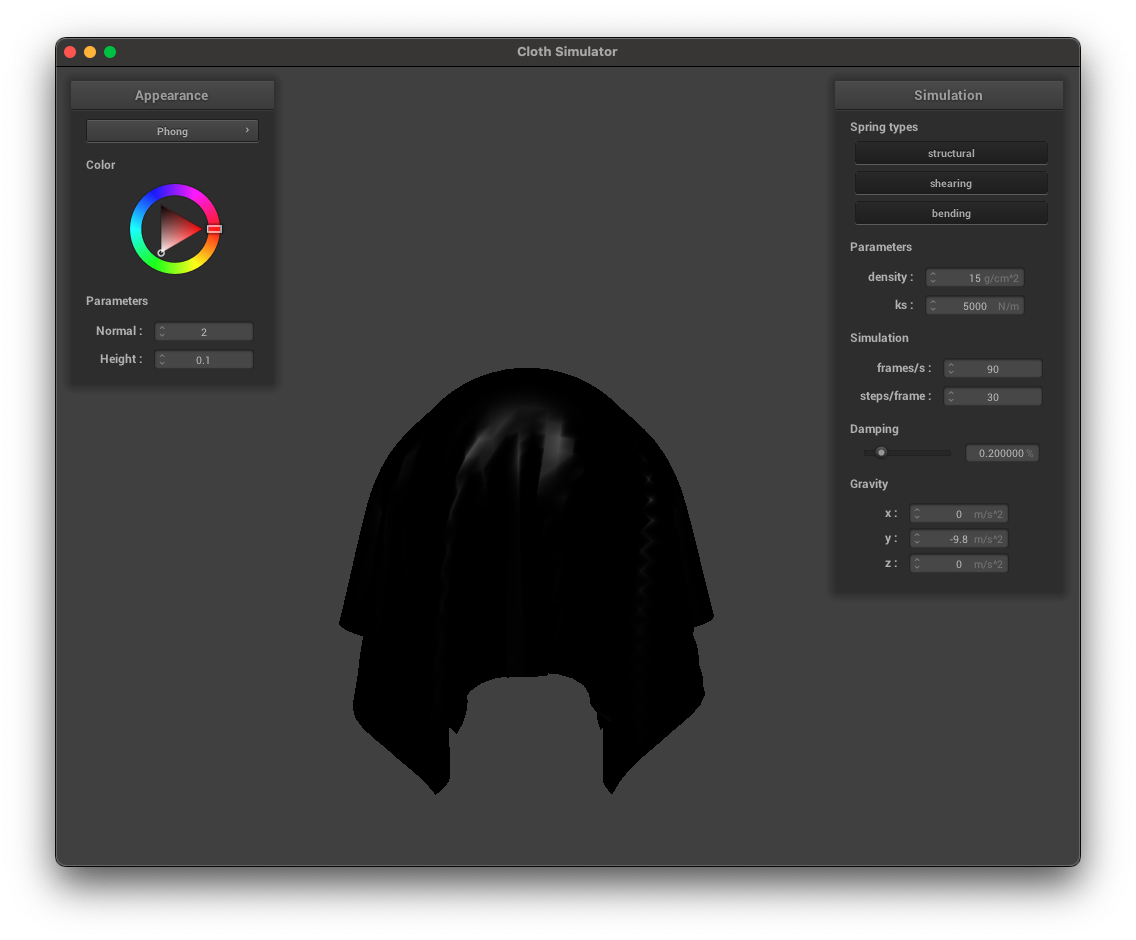 Cloth Simulator
Appearance
Phong
Color
Parameters
Normal : 2
Height : 0.1
Simulation
Spring types
structural
shearing
bending
Parameters
density : 15 g/cm^2
ks : 5000 N/m
Simulation
frames/s : 90
steps/frame : 30
Damping
0.200000 %
Gravity
x : 0 m/s^2
y : -9.8 m/s^2
z : 0 m/s^2